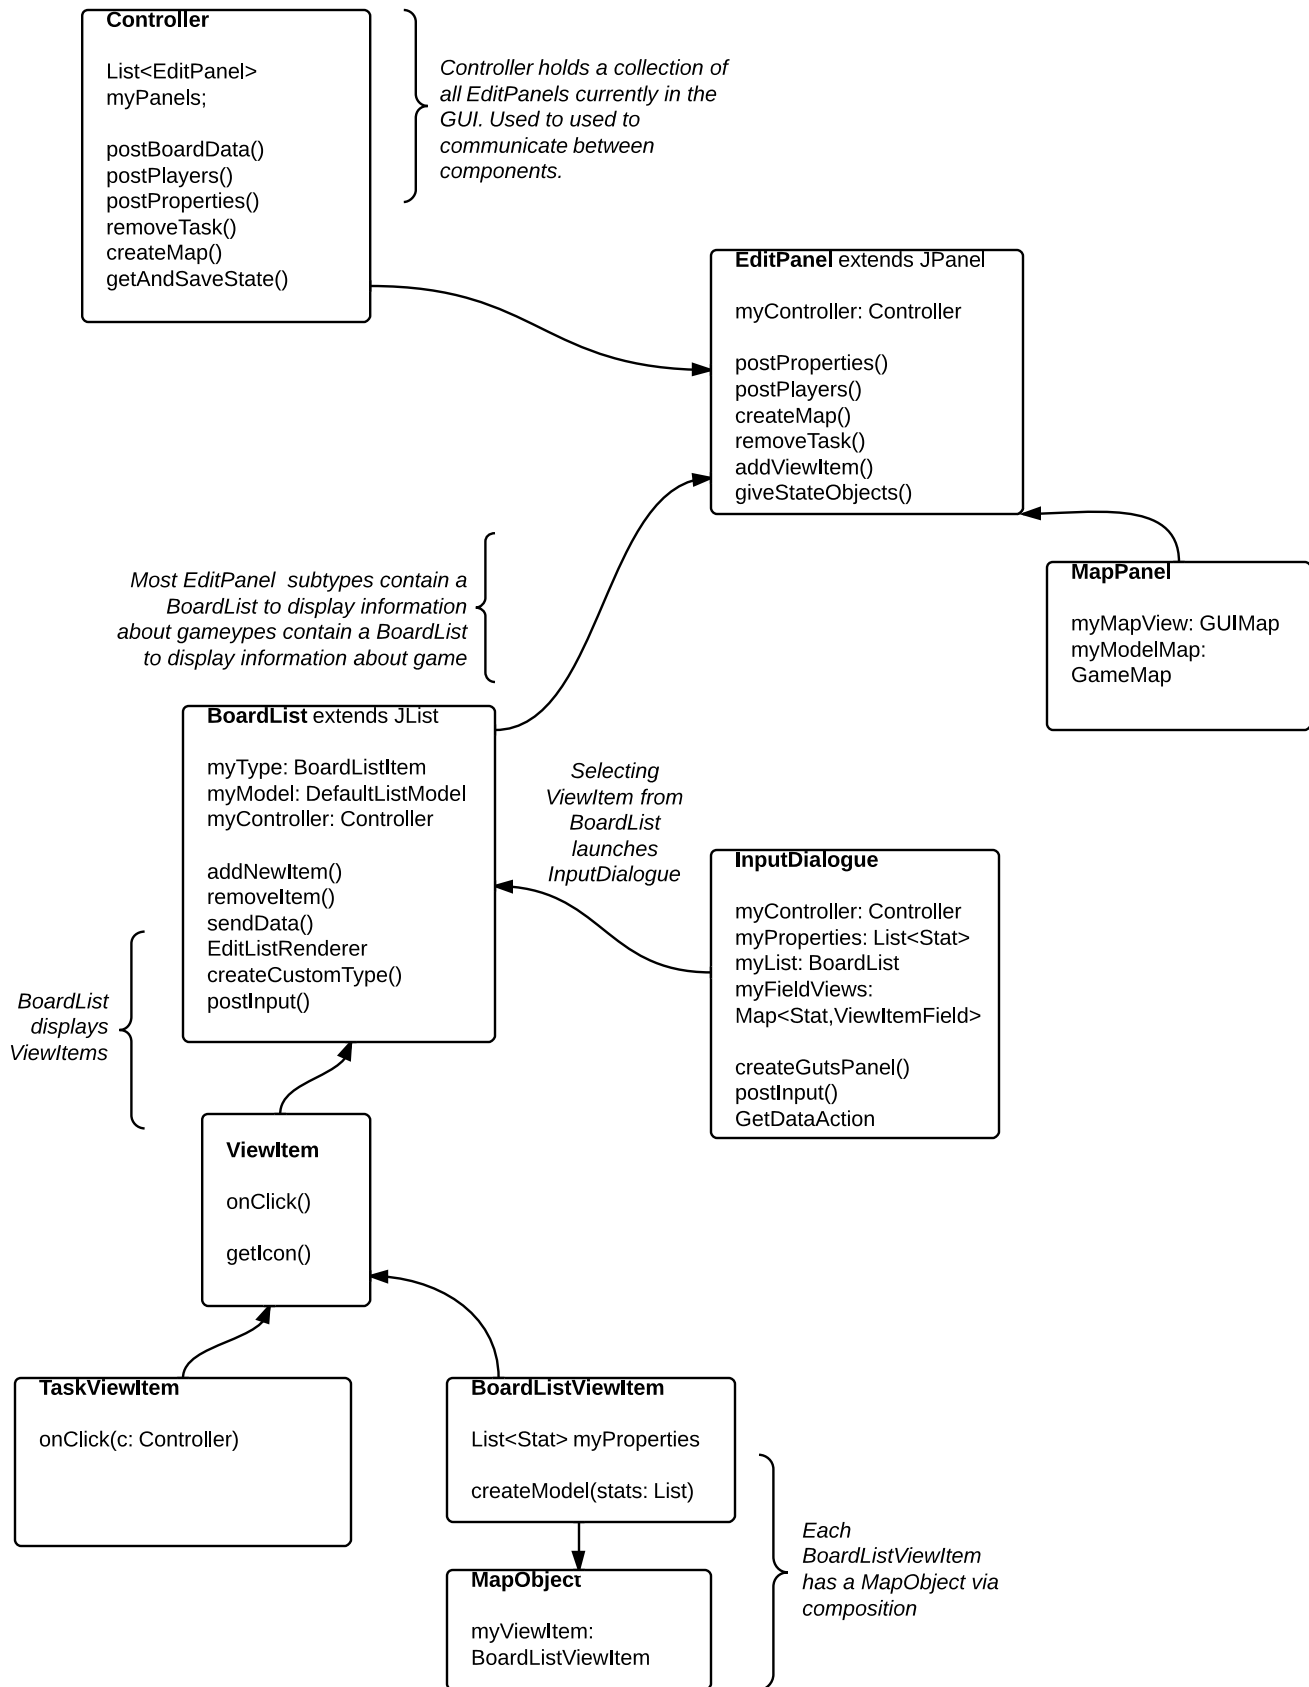 Controller
List<EditPanel>
myPanels;
postBoardData()
postPlayers()
postProperties()
removeTask()
createMap()
getAndSaveState()
Controller holds a collection of
all EditPanels currently in the
GUI. Used to used to
communicate between
components.
EditPanel extends JPanel
myController: Controller
postProperties()
postPlayers()
createMap()
removeTask()
addViewItem()
giveStateObjects()
Most EditPanel  subtypes contain a
BoardList to display information
about gameypes contain a BoardList
to display information about game
MapPanel
myMapView: GUIMap
myModelMap:
GameMap
BoardList extends JList
myType: BoardListItem
myModel: DefaultListModel
myController: Controller
addNewItem()
removeItem()
sendData()
EditListRenderer
createCustomType()
postInput()
Selecting
ViewItem from
BoardList
launches
InputDialogue
InputDialogue
myController: Controller
myProperties: List<Stat>
myList: BoardList
myFieldViews:
Map<Stat,ViewItemField>
createGutsPanel()
postInput()
GetDataAction
BoardList
displays
ViewItems
ViewItem
onClick()
getIcon()
TaskViewItem
onClick(c: Controller)
BoardListViewItem
List<Stat> myProperties
createModel(stats: List)
Each
BoardListViewItem
has a MapObject via
composition
MapObject
myViewItem:
BoardListViewItem